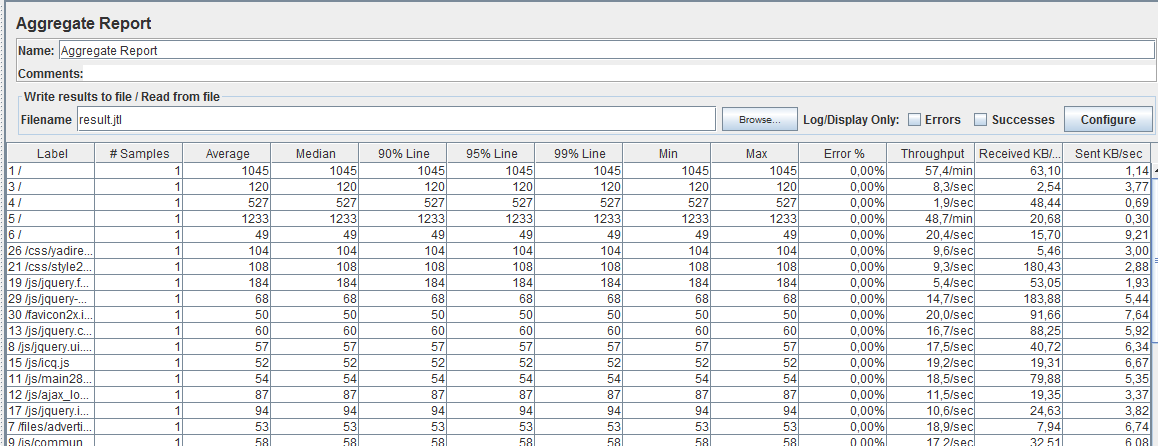 Aggregate Report
Name: Aggregate Report
Comments:
Write results to file / Read from file
Filename result.jtl Browse... Log/Display Only: Errors Successes Configure
Label # Samples Average Median 90% Line 95% Line 99% Line Min Max Error % Throughput Received KB/... Sent KB/sec
1 / 1 1045 1045 1045 1045 1045 1045 1045 0,00% 57,4/min 63,10 1,14
3 / 1 120 120 120 120 120 120 120 0,00% 8,3/sec 2,54 3,77
4 / 1 527 527 527 527 527 527 527 0,00% 1,9/sec 48,44 0,69
5 / 1 1233 1233 1233 1233 1233 1233 1233 0,00% 48,7/min 20,68 0,30
6 / 1 49 49 49 49 49 49 49 0,00% 20,4/sec 15,70 9,21
26 /css/yadire... 1 104 104 104 104 104 104 104 0,00% 9,6/sec 5,46 3,00
21 /css/style2... 1 108 108 108 108 108 108 108 0,00% 9,3/sec 180,43 2,88
19 /js/jquery.f... 1 184 184 184 184 184 184 184 0,00% 5,4/sec 53,05 1,93
29 /js/jquery-... 1 68 68 68 68 68 68 68 0,00% 14,7/sec 183,88 5,44
30 /favicon2x.i... 1 50 50 50 50 50 50 50 0,00% 20,0/sec 91,66 7,64
13 /js/jquery.c... 1 60 60 60 60 60 60 60 0,00% 16,7/sec 88,25 5,92
8 /js/jquery.ui.... 1 57 57 57 57 57 57 57 0,00% 17,5/sec 40,72 6,34
15 /js/icq.js 1 52 52 52 52 52 52 52 0,00% 19,2/sec 19,31 6,67
11 /js/main28... 1 54 54 54 54 54 54 54 0,00% 18,5/sec 79,88 5,35
12 /js/ajax_lo... 1 87 87 87 87 87 87 87 0,00% 11,5/sec 19,35 3,37
17 /js/jquery.i... 1 94 94 94 94 94 94 94 0,00% 10,6/sec 24,63 3,82
7 /files/adverti... 1 53 53 53 53 53 53 53 0,00% 18,9/sec 7,94 6,74
9 /js/commun... 1 58 58 58 58 58 58 58 0,00% 17,2/sec 32,51 6,08